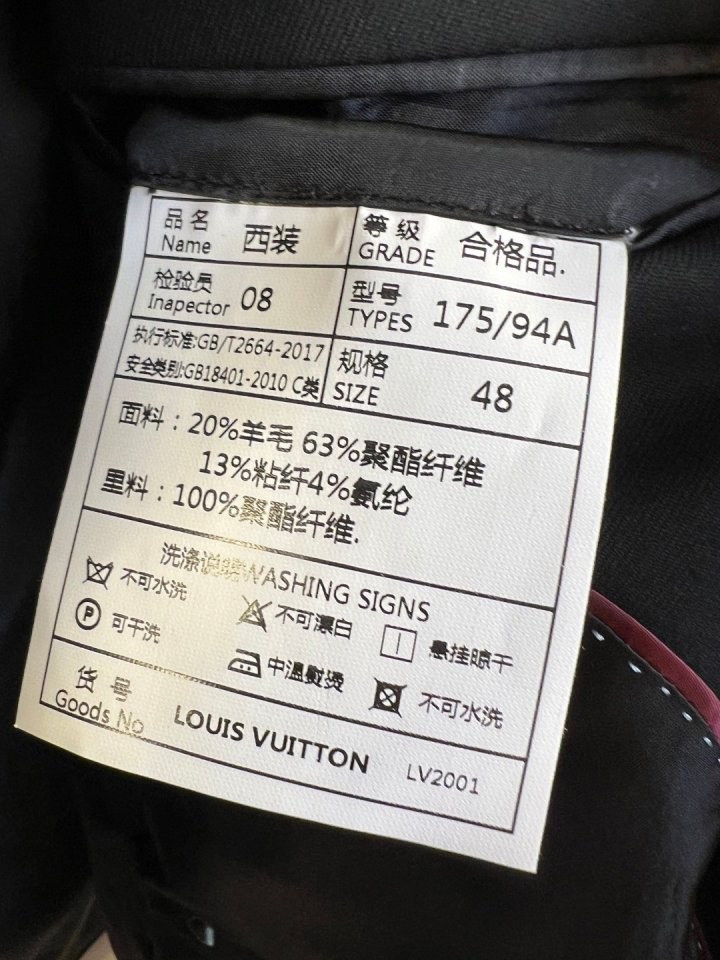 品名 西装 等级 合格品.
Name GRADE
检验员 08 型号 175/94A
Inapector TYPES
执行标准:GB/T2664-2017 规格 48
安全类别:GB18401-2010 C类 SIZE
面料：20%羊毛 63%聚酯纤维
13%粘纤4%氨纶
里料：100%聚酯纤维.
洗涤说明WASHING SIGNS
不可水洗 不可漂白 悬挂晾干
P 可干洗 中温熨烫 不可水洗
货号 LOUIS VUITTON LV2001
Goods No